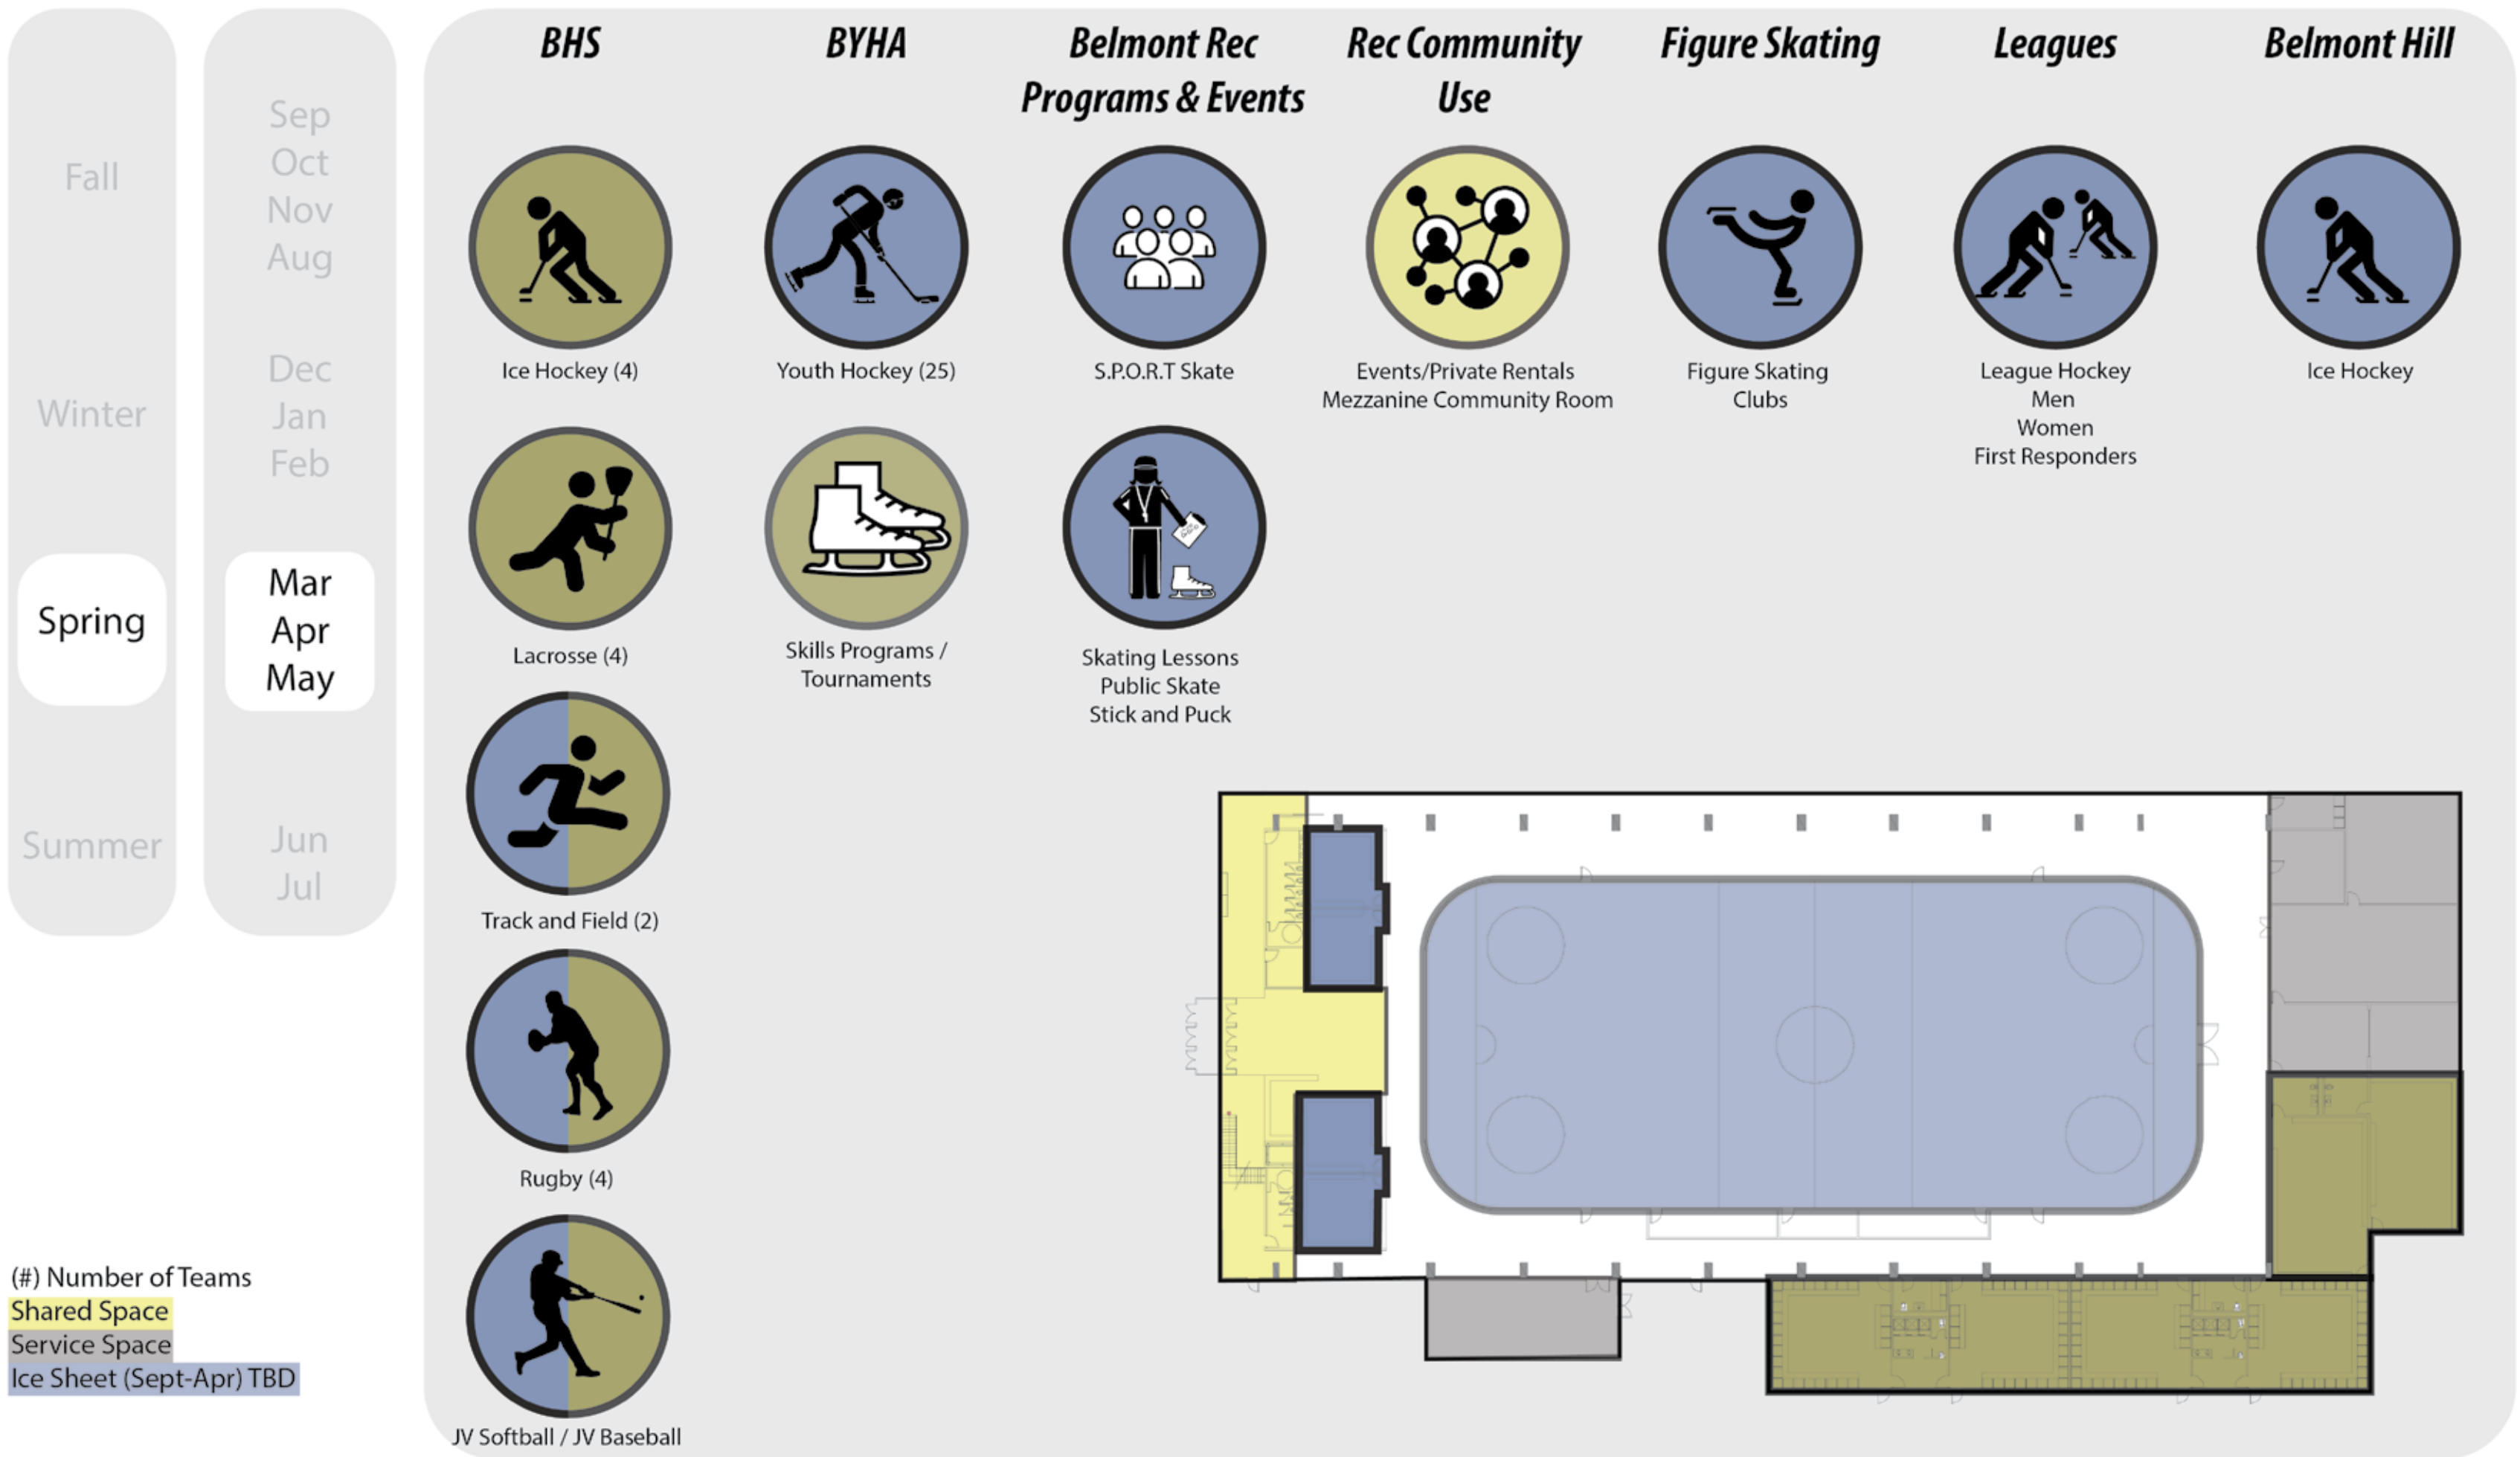 Fall
Winter
Spring
Summer
Sep
Oct
Nov
Aug
Dec
Jan
Feb
Mar
Apr
May
Jun
Jul
BHS
Ice Hockey (4)
Lacrosse (4)
Track and Field (2)
Rugby (4)
JV Softball / JV Baseball
BYHA
Youth Hockey (25)
Skills Programs /
Tournaments
Belmont Rec
Programs & Events
S.P.O.R.T Skate
Skating Lessons
Public Skate
Stick and Puck
Rec Community
Use
Events/Private Rentals
Mezzanine Community Room
Figure Skating
Figure Skating
Clubs
Leagues
League Hockey
Men
Women
First Responders
Belmont Hill
Ice Hockey
(#) Number of Teams
Shared Space
Service Space
Ice Sheet (Sept-Apr) TBD